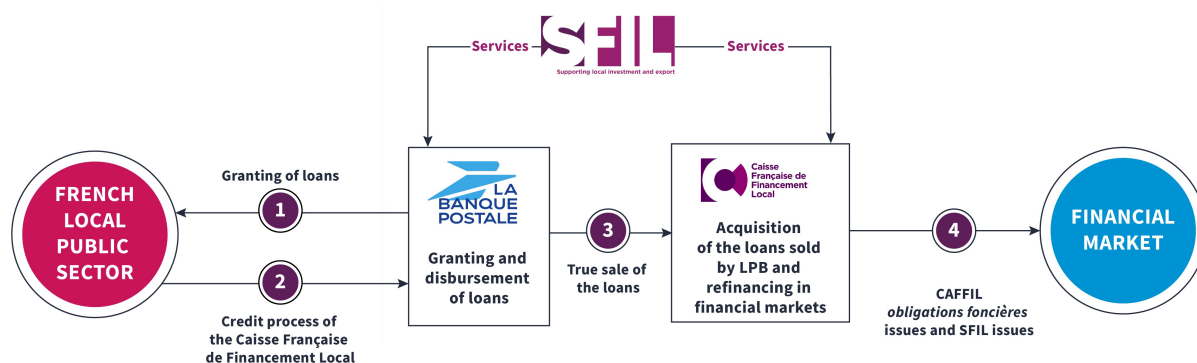 Services
SFIL
Services
Supporting local investment and export
FRENCH
LOCAL
PUBLIC
SECTOR
Granting of loans
1
2
Credit process of
the Caisse Française
de Financement Local
LA
BANQUE
POSTALE
Granting and
disbursement
of loans
3
True sale of
the loans
Caisse
Française de
Financement
Local
Acquisition
of the loans sold
by LPB and
refinancing in
financial markets
4
CAFFIL
obligations foncières
issues and SFIL issues
FINANCIAL
MARKET